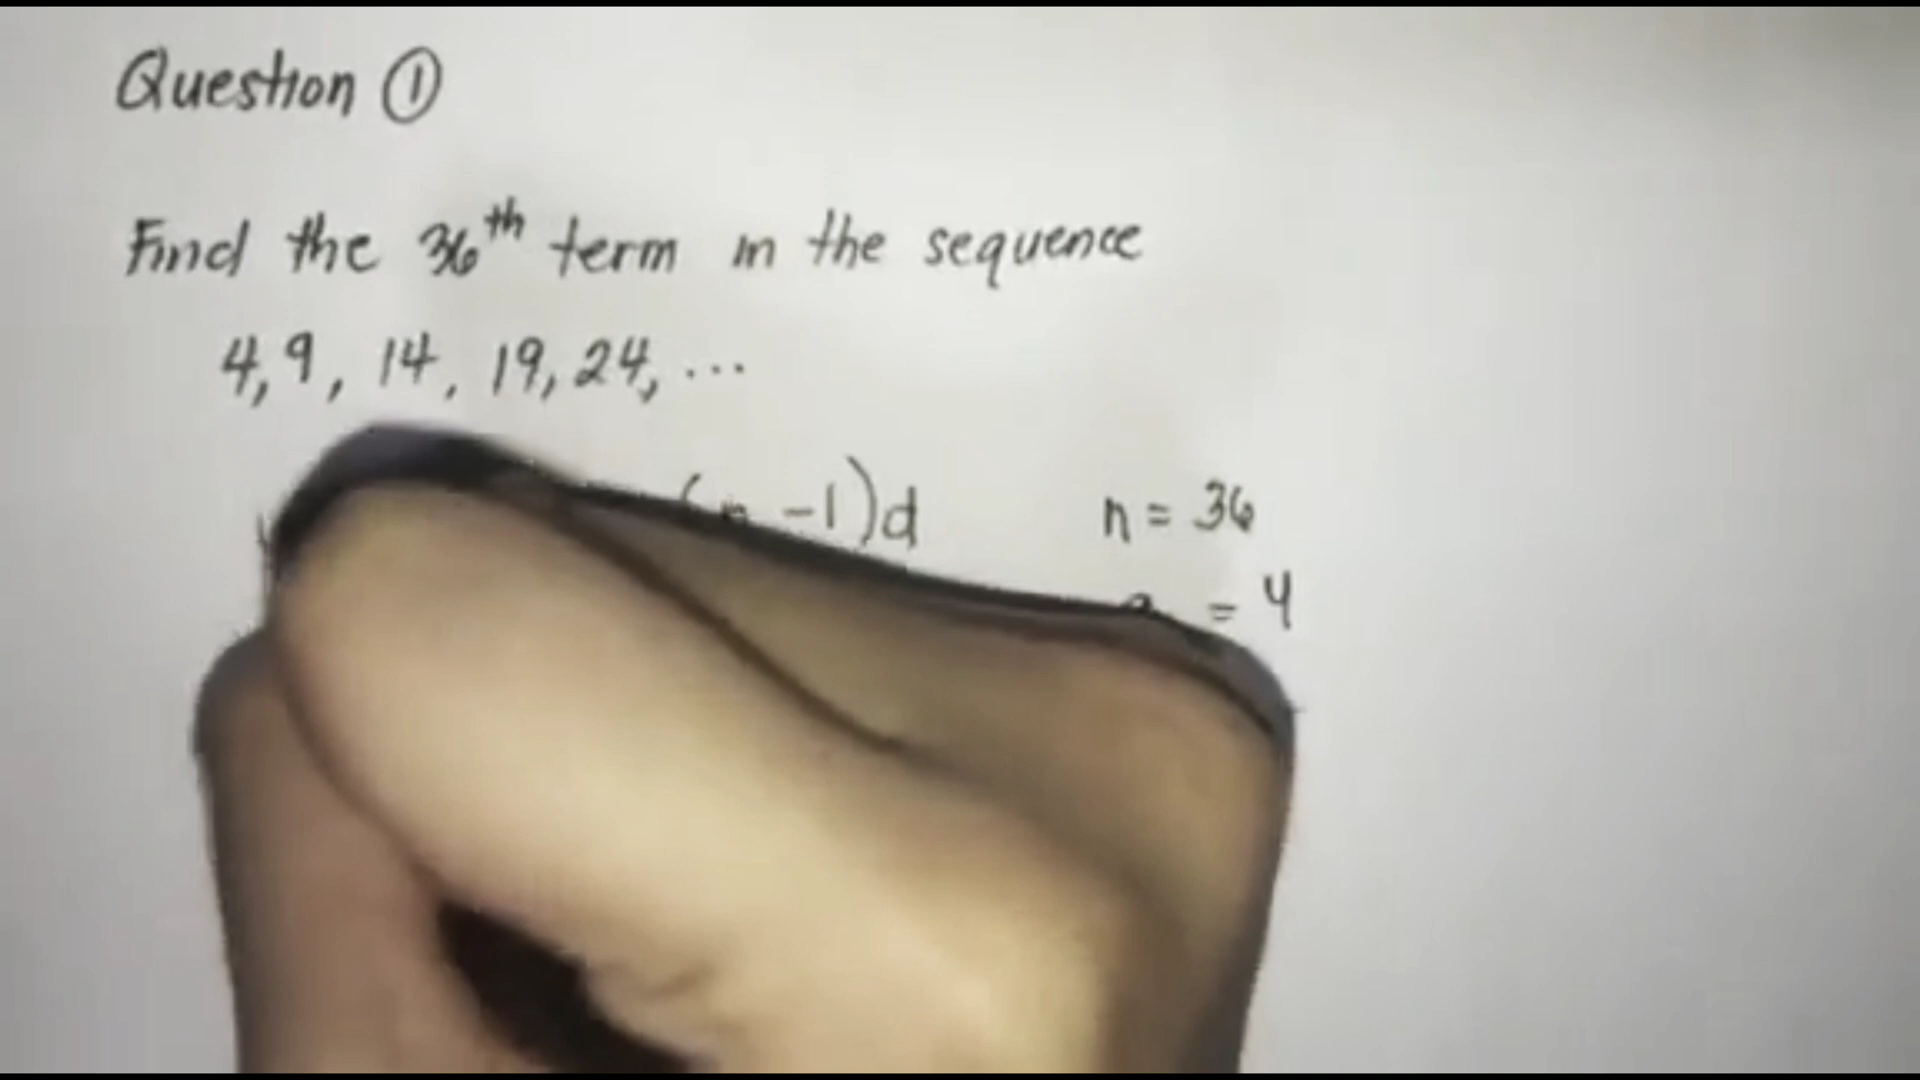 Question ①
Find the 36th term in the sequence
4, 9, 14, 19, 24, ...
(n - 1)d n = 36
= 4